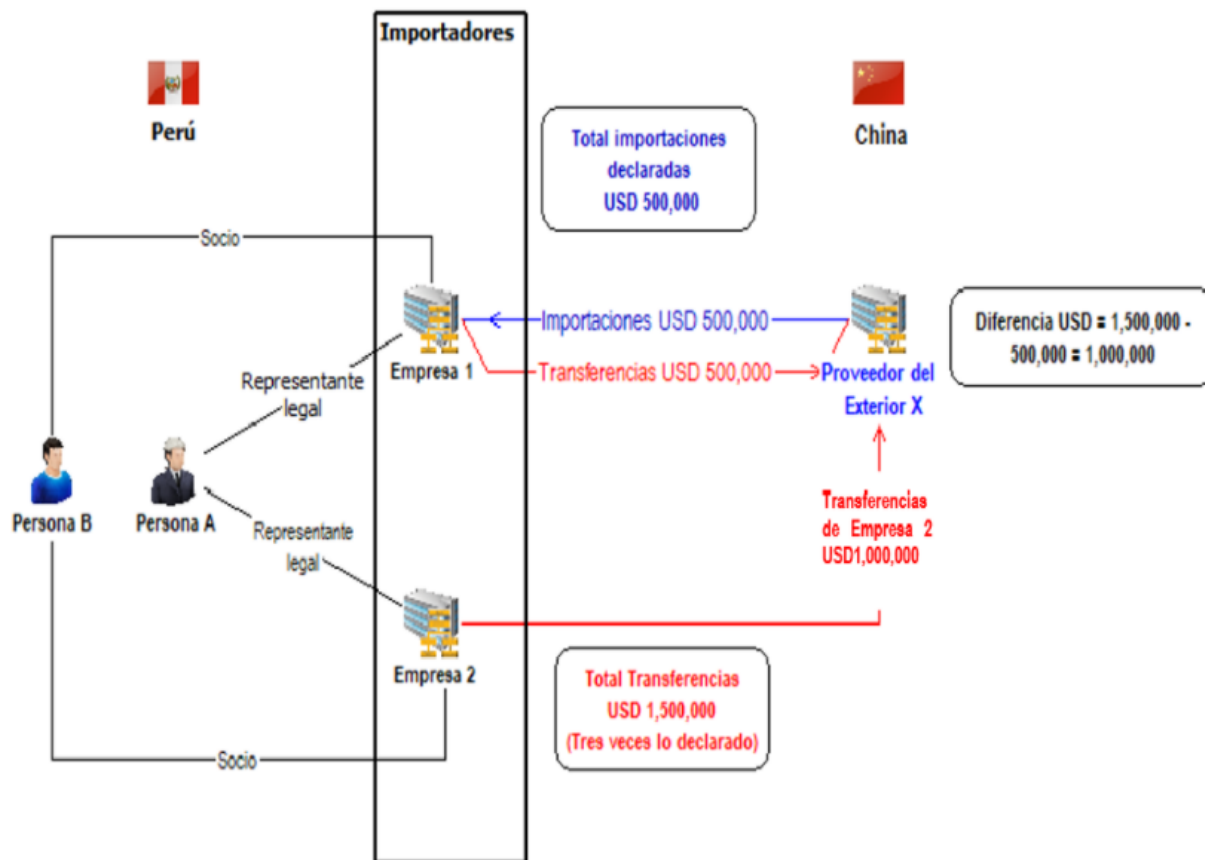 Importadores
Perú
China
Total importaciones
declaradas
USD 500,000
Socio
Importaciones USD 500,000
Diferencia USD = 1,500,000 -
500,000 = 1,000,000
Empresa 1
Transferencias USD 500,000
Proveedor del
Exterior X
Representante
legal
Persona B
Persona A
Transferencias
de Empresa 2
USD1,000,000
Representante
legal
Empresa 2
Total Transferencias
USD 1,500,000
(Tres veces lo declarado)
Socio